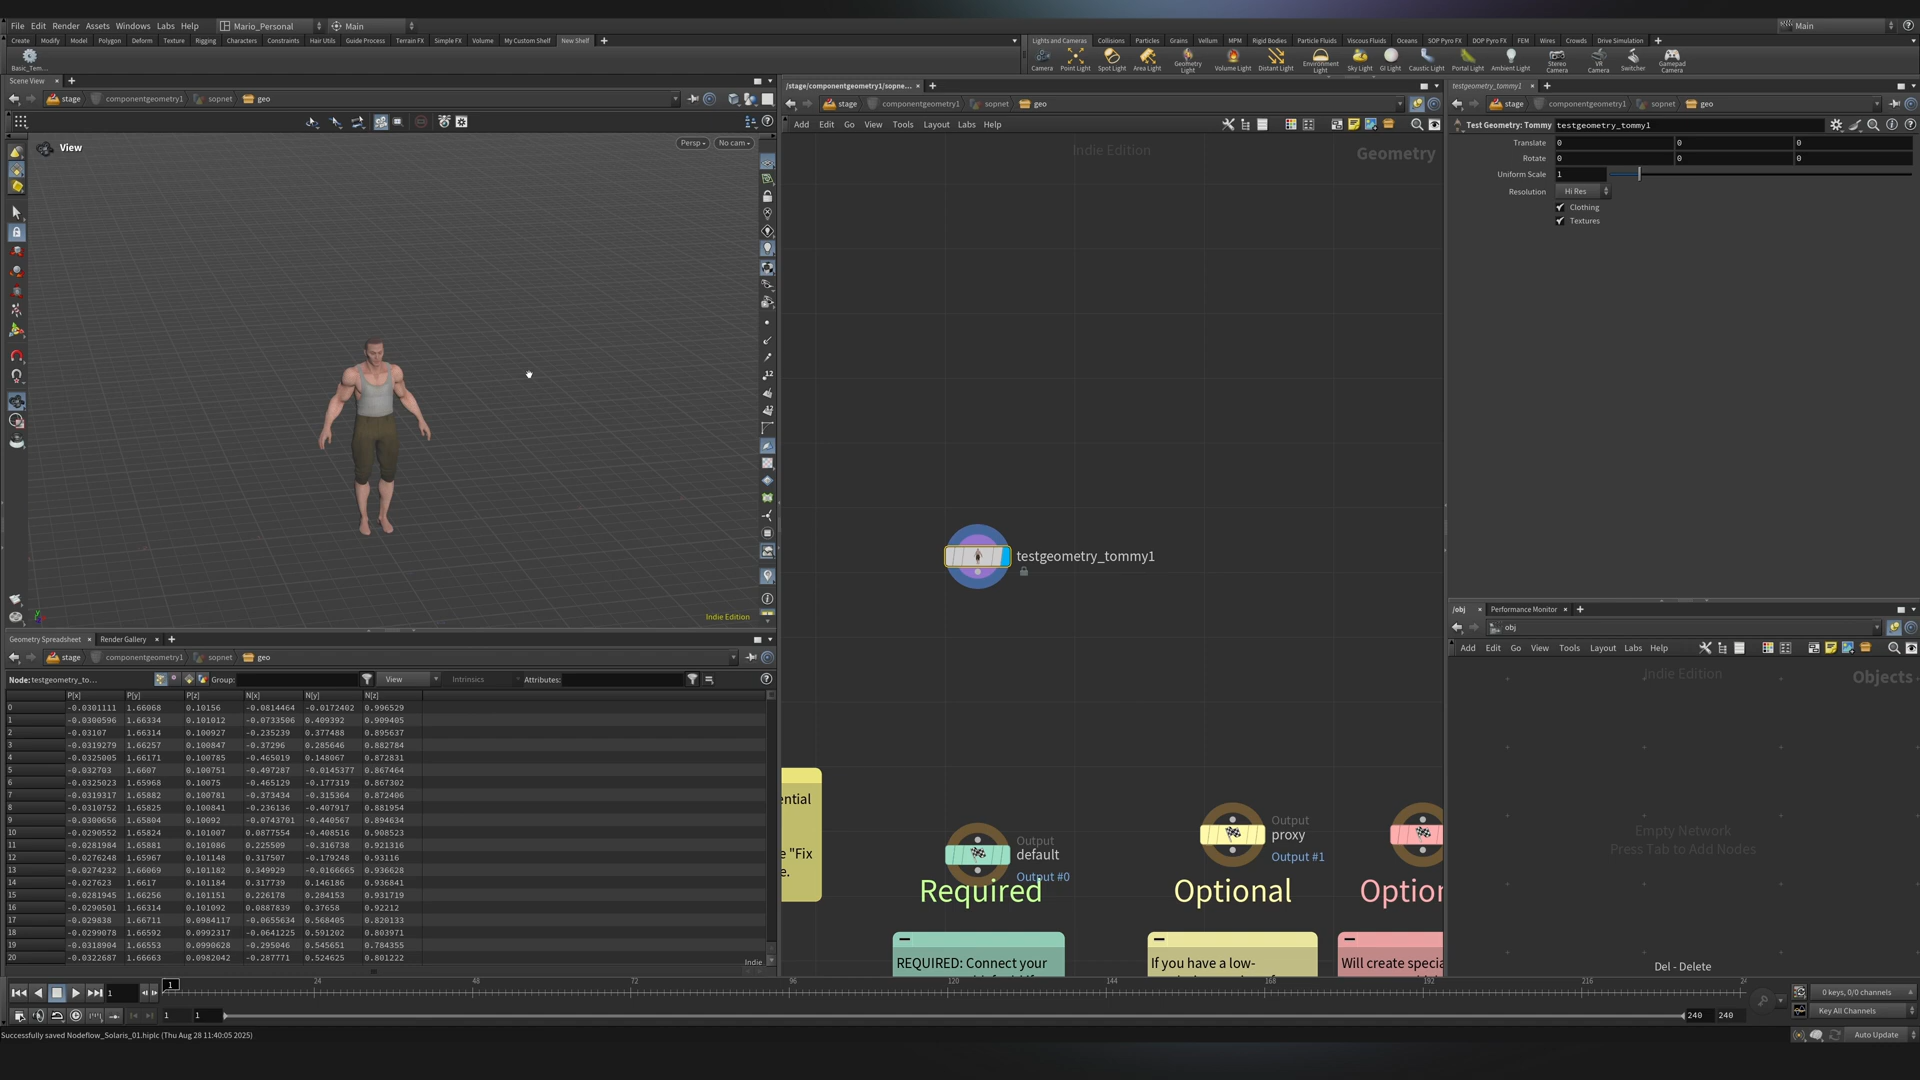 File Edit Render Assets Windows Labs Help Mario_Personal Main Main
Create Modify Model Polygon Deform Texture Rigging Characters Constraints Hair Utils Guide Process Terrain FX Simple FX Volume My Custom Shelf New Shelf
Lights and Cameras Collisions Particles Grains Vellum MPM Rigid Bodies Particle Fluids Viscous Fluids Oceans SOP Pyro FX DOP Pyro FX FEM Wires Crowds Drive Simulation
Basic_Tem...
Camera Point Light Spot Light Area Light Geometry Light Volume Light Distant Light Environment Light Sky Light GI Light Caustic Light Portal Light Ambient Light Stereo Camera VR Camera Switcher Gamepad Camera
Scene View
stage componentgeometry1 sopnet geo
View
Persp No cam
Indie Edition
/stage/componentgeometry1/sopne...
stage componentgeometry1 sopnet geo
Add Edit Go View Tools Layout Labs Help
Indie Edition
Geometry
testgeometry_tommy1
ential
e "Fix
e.
Output
default
Output #0
Required
REQUIRED: Connect your
Output
proxy
Output #1
Optional
If you have a low-
Option
Will create specia
testgeometry_tommy1
stage componentgeometry1 sopnet geo
Test Geometry: Tommy testgeometry_tommy1
Translate 0 0 0
Rotate 0 0 0
Uniform Scale 1
Resolution Hi Res
Clothing
Textures
/obj Performance Monitor
obj
Add Edit Go View Tools Layout Labs Help
Indie Edition
Objects
Empty Network
Press Tab to Add Nodes
Del - Delete
Geometry Spreadsheet Render Gallery
stage componentgeometry1 sopnet geo
Node: testgeometry_to... Group: View Intrinsics Attributes:
P[x] P[y] P[z] N[x] N[y] N[z]
0 -0.0301111 1.66068 0.10156 -0.0814464 -0.0172402 0.996529
1 -0.0300596 1.66334 0.101012 -0.0733506 0.409392 0.909405
2 -0.03107 1.66314 0.100927 -0.235239 0.377488 0.895637
3 -0.0319279 1.66257 0.100847 -0.37296 0.285646 0.882784
4 -0.0325005 1.66171 0.100785 -0.465019 0.148067 0.872831
5 -0.032703 1.6607 0.100751 -0.497287 -0.0145377 0.867464
6 -0.0325023 1.65968 0.10075 -0.465129 -0.177319 0.867302
7 -0.0319317 1.65882 0.100781 -0.373434 -0.315364 0.872406
8 -0.0310752 1.65825 0.100841 -0.236136 -0.407917 0.881954
9 -0.0300656 1.65804 0.10092 -0.0743701 -0.440567 0.894634
10 -0.0290552 1.65824 0.101007 0.0877554 -0.408516 0.908523
11 -0.0281984 1.65881 0.101086 0.225509 -0.317136 0.921316
12 -0.0276248 1.65967 0.101148 0.317507 -0.179248 0.93116
13 -0.0274232 1.66069 0.101182 0.349929 -0.0166665 0.936628
14 -0.027623 1.6617 0.101184 0.317739 0.146186 0.936841
15 -0.0281945 1.66256 0.101151 0.226178 0.284153 0.931719
16 -0.0290501 1.66314 0.101092 0.0887839 0.37658 0.92212
17 -0.029838 1.66711 0.0984117 -0.0655634 0.568405 0.820133
18 -0.0299078 1.66592 0.0992317 -0.0641225 0.591202 0.803971
19 -0.0318904 1.66553 0.0990628 -0.295046 0.545651 0.784355
20 -0.0322687 1.66663 0.0982042 -0.287771 0.524625 0.801222
Indie
1 1 24 48 72 96 120 144 168 192 216 24
0 keys, 0/0 channels
1 1 240 240 Key All Channels
Successfully saved Nodeflow_Solaris_01.hiplc (Thu Aug 28 11:40:05 2025) Auto Update